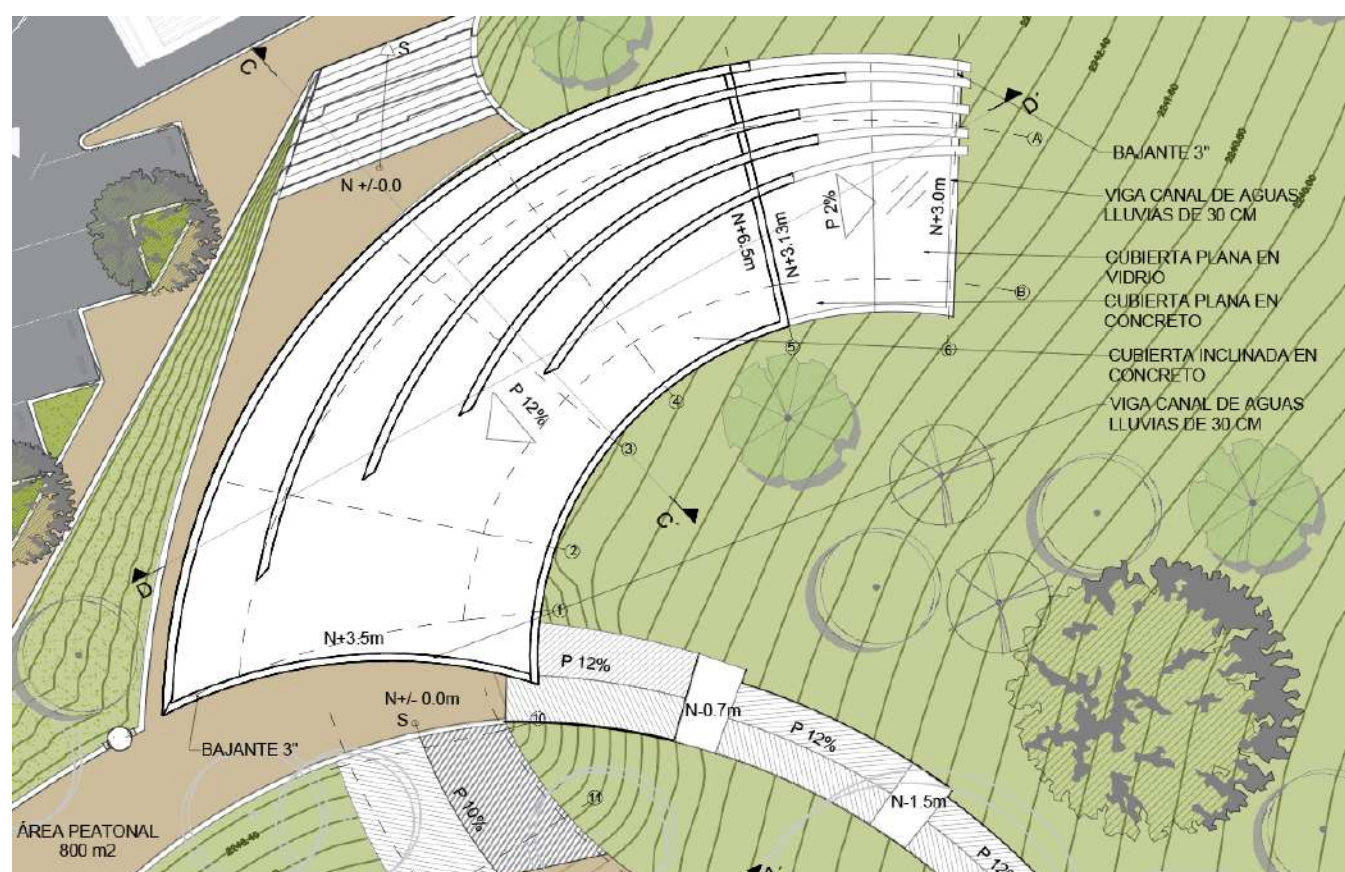 C
S
N +/-0.0
D'
A
BAJANTE 3"
VIGA CANAL DE AGUAS
LLUVIAS DE 30 CM
P 2%
N+3.0m
N+6.5m
N+3.13m
CUBIERTA PLANA EN
VIDRIO
B
CUBIERTA PLANA EN
CONCRETO
5
6
CUBIERTA INCLINADA EN
CONCRETO
P 12%
4
VIGA CANAL DE AGUAS
LLUVIAS DE 30 CM
3
C'
2
D
1
N+3.5m
P 12%
N+/- 0.0m
S
10
N-0.7m
P 12%
BAJANTE 3"
P 10%
11
N-1.5m
P 12%
ÁREA PEATONAL
800 m2